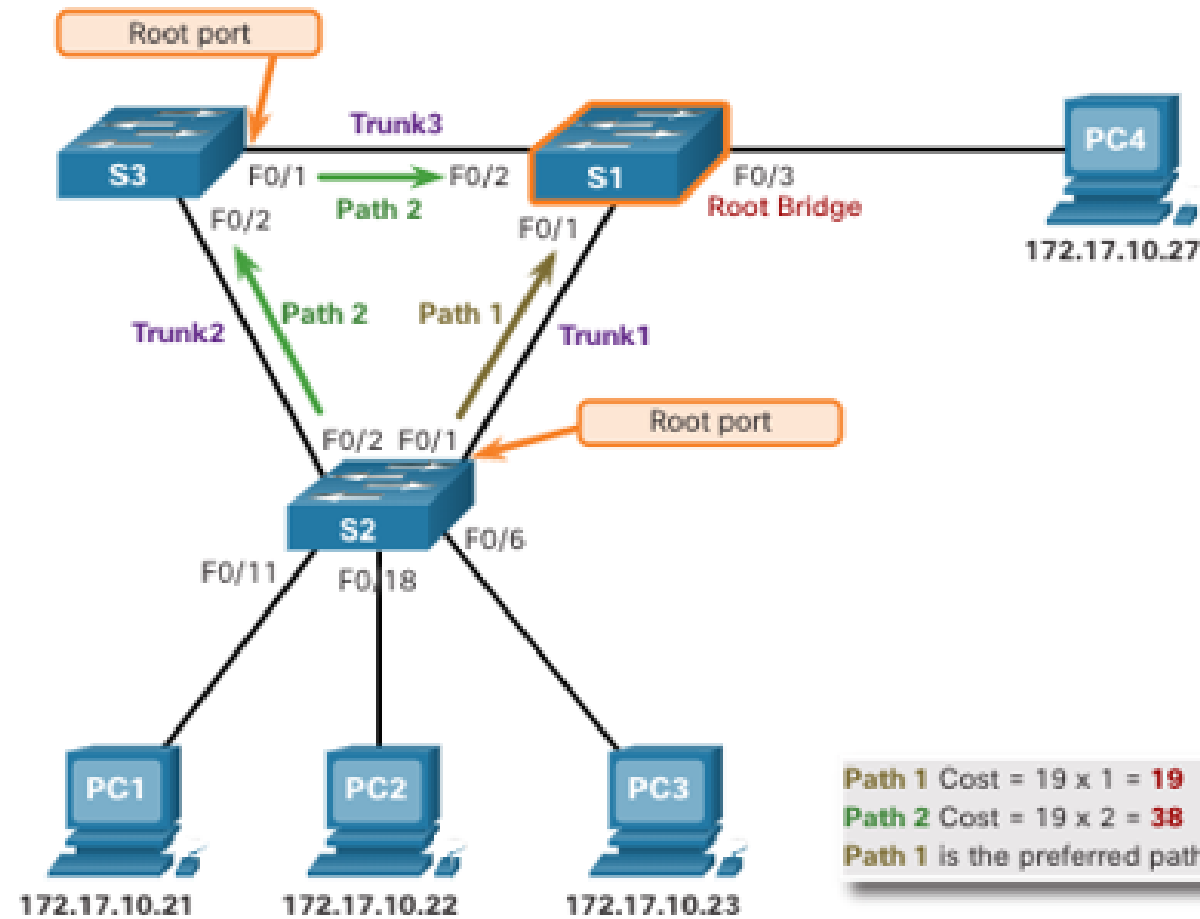 Root port
Trunk3
PC4
S3
F0/1
F0/2
S1
F0/3
Path 2
Root Bridge
F0/2
F0/1
172.17.10.27
Path 2
Path 1
Trunk2
Trunk1
Root port
F0/2 F0/1
S2
F0/6
F0/11
F0/18
PC1
PC2
PC3
Path 1 Cost = 19 x 1 = 19
Path 2 Cost = 19 x 2 = 38
Path 1 is the preferred path
172.17.10.21
172.17.10.22
172.17.10.23